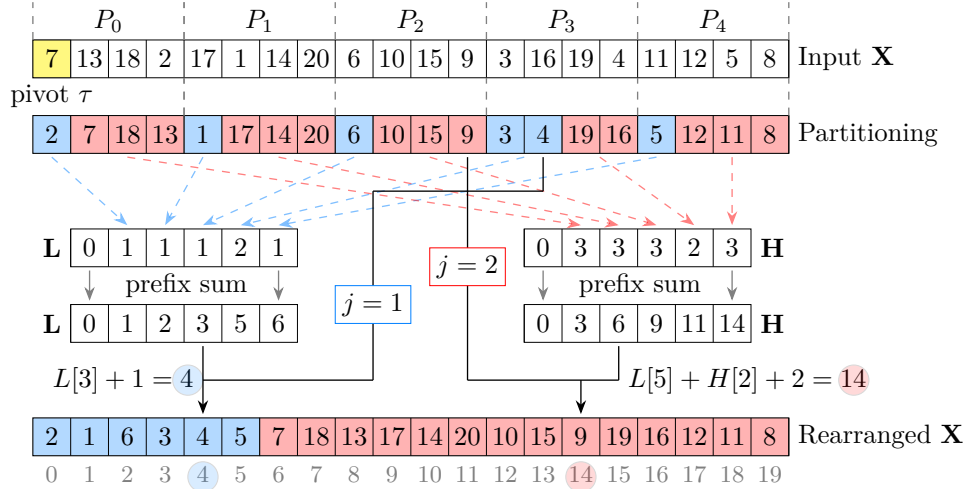 P0 P1 P2 P3 P4
7 13 18 2 17 1 14 20 6 10 15 9 3 16 19 4 11 12 5 8 Input X
pivot τ
2 7 18 13 1 17 14 20 6 10 15 9 3 4 19 16 5 12 11 8 Partitioning
L 0 1 1 1 2 1 0 3 3 3 2 3 H
prefix sum j = 2 prefix sum
L 0 1 2 3 5 6 j = 1 0 3 6 9 11 14 H
L[3] + 1 = 4 L[5] + H[2] + 2 = 14
2 1 6 3 4 5 7 18 13 17 14 20 10 15 9 19 16 12 11 8 Rearranged X
0 1 2 3 4 5 6 7 8 9 10 11 12 13 14 15 16 17 18 19